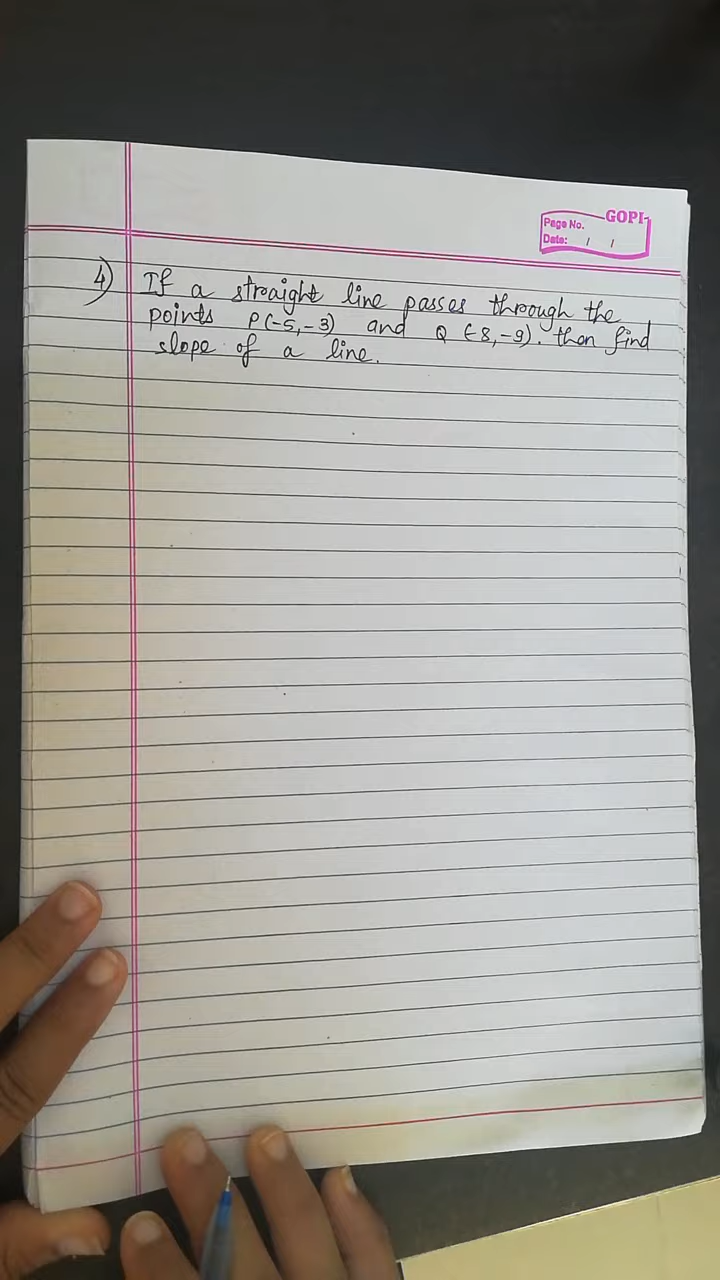 GOPI
Page No.
Date: / /
4) If a straight line passes through the
points P(-5,-3) and Q (-8,-9). then find
slope of a line.